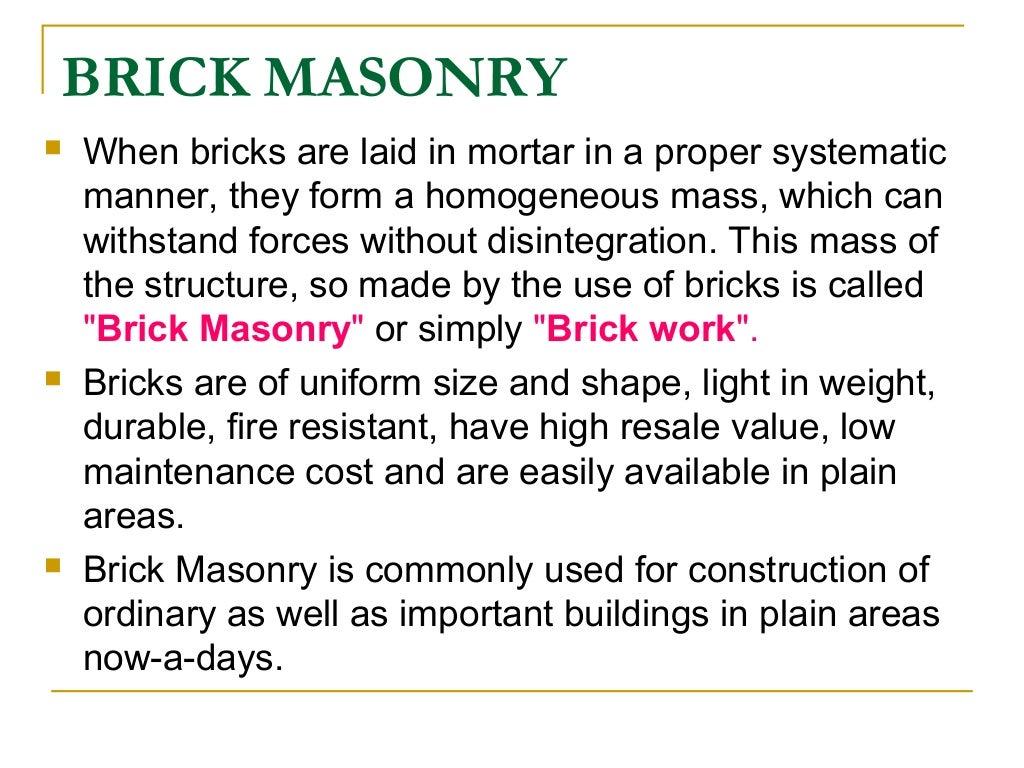 BRICK MASONRY
When bricks are laid in mortar in a proper systematic
manner, they form a homogeneous mass, which can
withstand forces without disintegration. This mass of
the structure, so made by the use of bricks is called
"Brick Masonry" or simply "Brick work".
Bricks are of uniform size and shape, light in weight,
durable, fire resistant, have high resale value, low
maintenance cost and are easily available in plain
areas.
Brick Masonry is commonly used for construction of
ordinary as well as important buildings in plain areas
now-a-days.